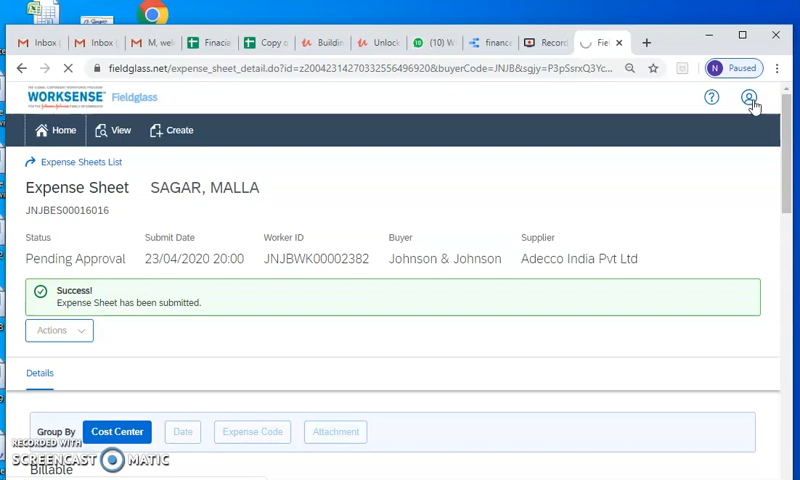 Inbox (
Inbox (
M, wel
Finacia
Copy o
Buildin
Unlock
(10) W
finance
Record
Fiel
fieldglass.net/expense_sheet_detail.do?id=z20042314270332556496920&buyerCode=JNJB&sgjy=P3pSsrxQ3Yc...
N Paused
WORKSENSE Fieldglass
Home View Create
Expense Sheets List
Expense Sheet SAGAR, MALLA
JNJBES00016016
Status Submit Date Worker ID Buyer Supplier
Pending Approval 23/04/2020 20:00 JNJBWK00002382 Johnson & Johnson Adecco India Pvt Ltd
Success!
Expense Sheet has been submitted.
Actions
Details
Group By Cost Center Date Expense Code Attachment
RECORDED WITH
SCREENCAST MATIC
Billable